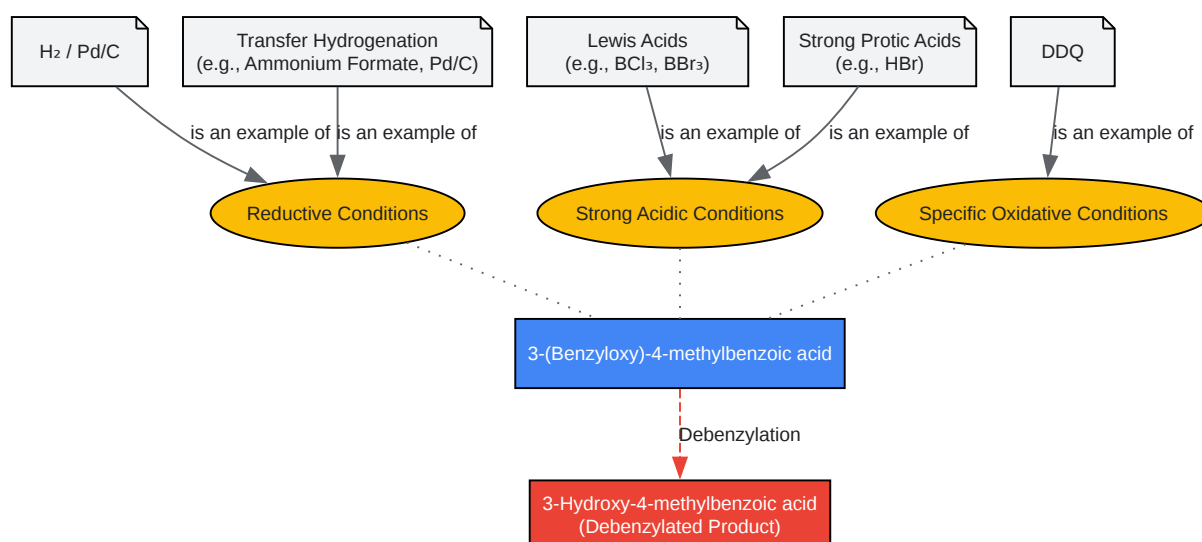 H₂ / Pd/C
Transfer Hydrogenation
(e.g., Ammonium Formate, Pd/C)
Lewis Acids
(e.g., BCl₃, BBr₃)
Strong Protic Acids
(e.g., HBr)
DDQ
is an example of
is an example of
is an example of
is an example of
is an example of
Reductive Conditions
Strong Acidic Conditions
Specific Oxidative Conditions
3-(Benzyloxy)-4-methylbenzoic acid
Debenzylation
3-Hydroxy-4-methylbenzoic acid
(Debenzylated Product)